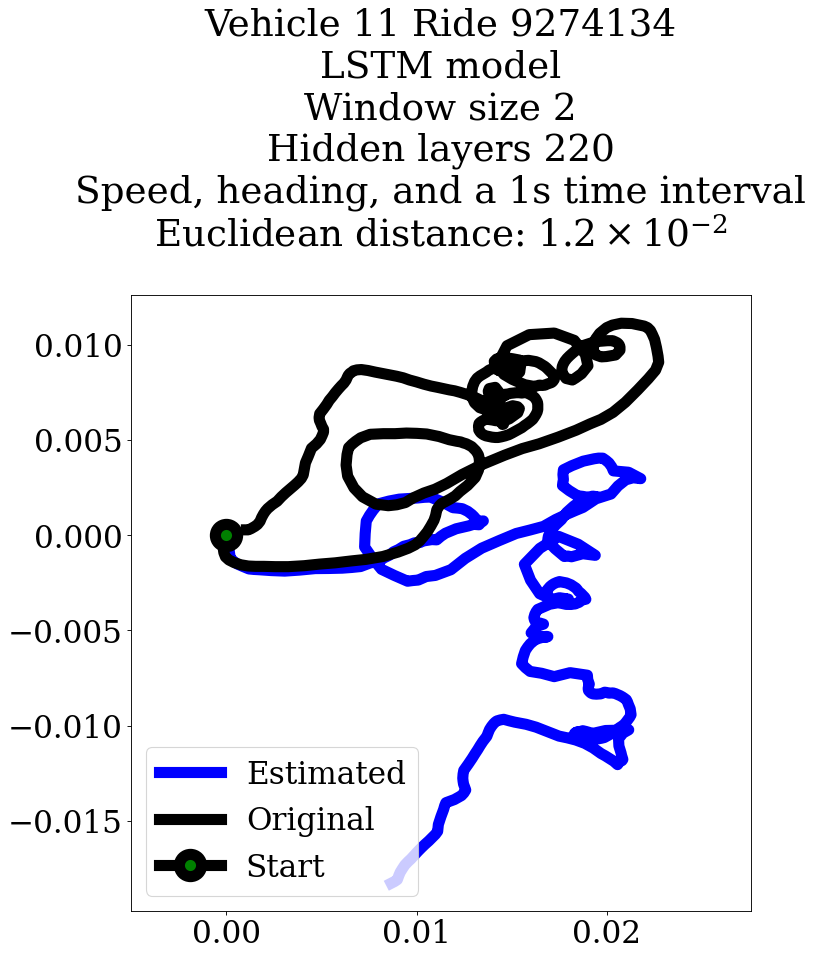 Vehicle 11 Ride 9274134
LSTM model
Window size 2
Hidden layers 220
Speed, heading, and a 1s time interval
Euclidean distance: 1.2 × 10⁻²
0.010
0.005
0.000
−0.005
−0.010
−0.015
Estimated
Original
Start
0.00 0.01 0.02